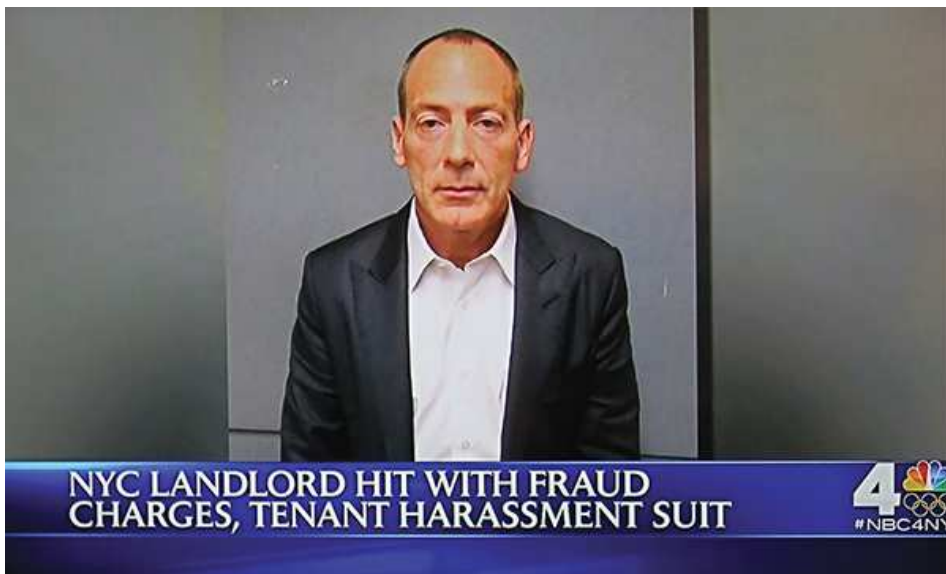 NYC LANDLORD HIT WITH FRAUD
CHARGES, TENANT HARASSMENT SUIT
4
#NBC4NY